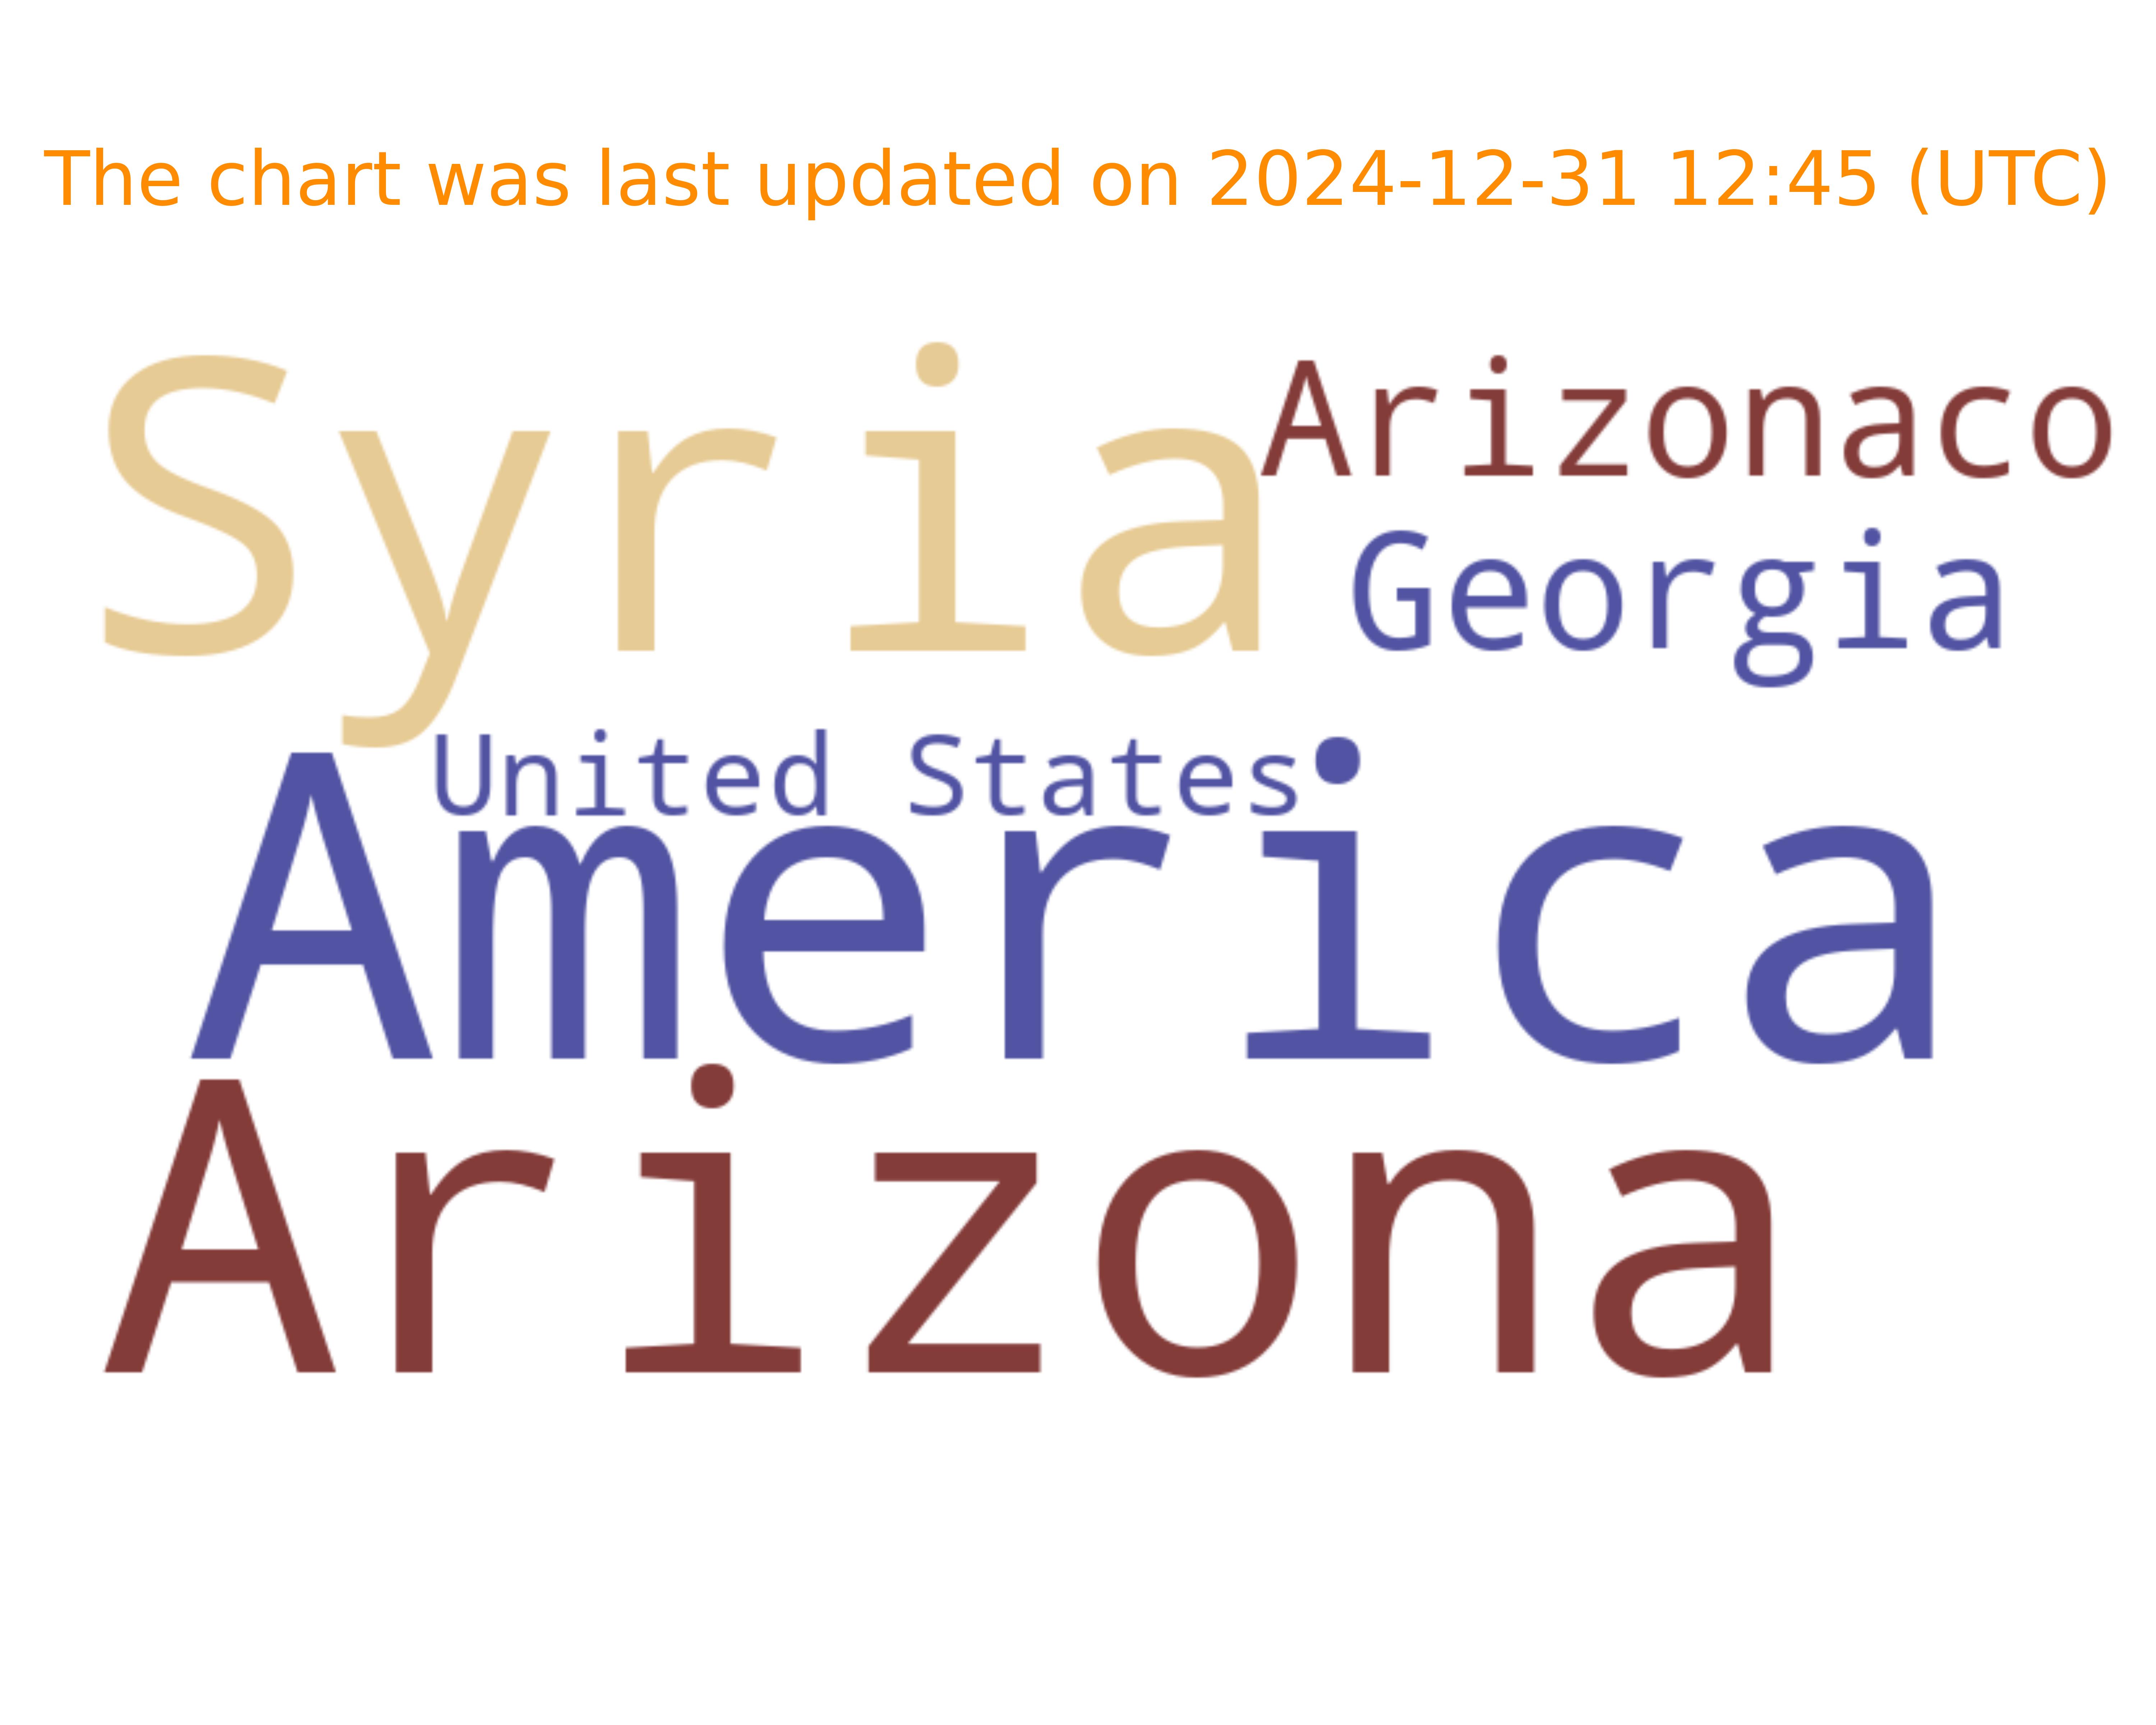 The chart was last updated on 2024-12-31 12:45 (UTC)
Syria
Arizonaco
Georgia
United States
America
Arizona